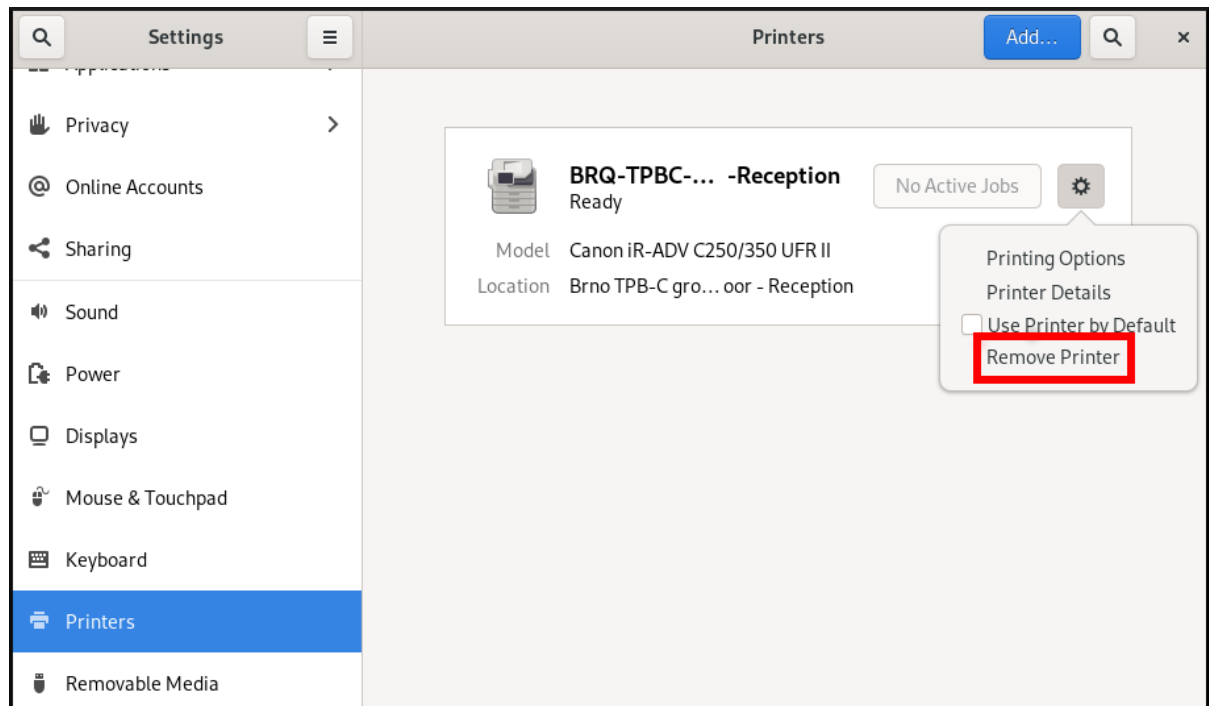 Settings
Printers
Add...
Applications
Privacy
Online Accounts
Sharing
Sound
Power
Displays
Mouse & Touchpad
Keyboard
Printers
Removable Media
BRQ-TPBC-... -Reception
Ready
No Active Jobs
Model Canon iR-ADV C250/350 UFR II
Location Brno TPB-C gro... oor - Reception
Printing Options
Printer Details
Use Printer by Default
Remove Printer